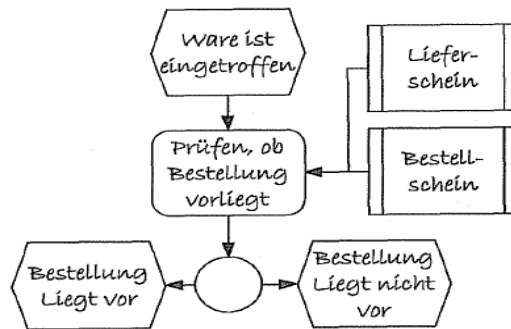 Ware ist
eingetroffen
Liefer-
schein
Prüfen, ob
Bestellung
vorliegt
Bestell-
schein
Bestellung
Liegt vor
Bestellung
Liegt nicht
vor